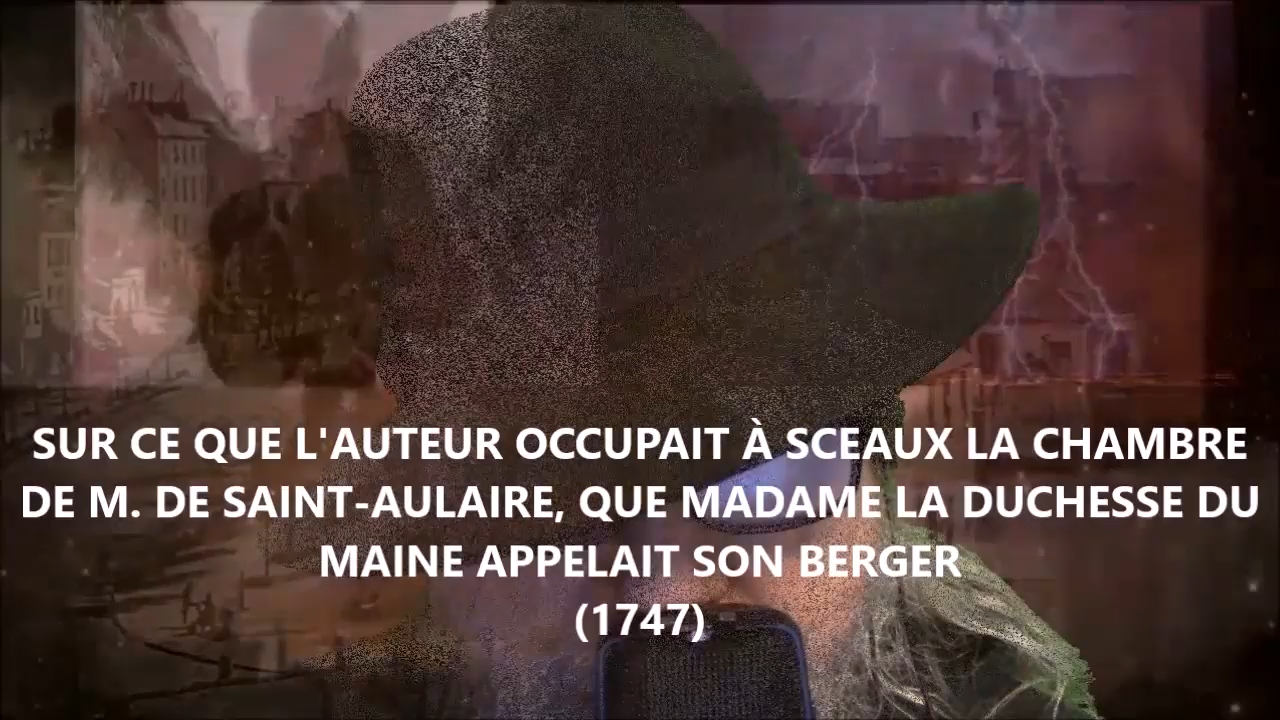 SUR CE QUE L'AUTEUR OCCUPAIT À SCEAUX LA CHAMBRE
DE M. DE SAINT-AULAIRE, QUE MADAME LA DUCHESSE DU
MAINE APPELAIT SON BERGER
(1747)